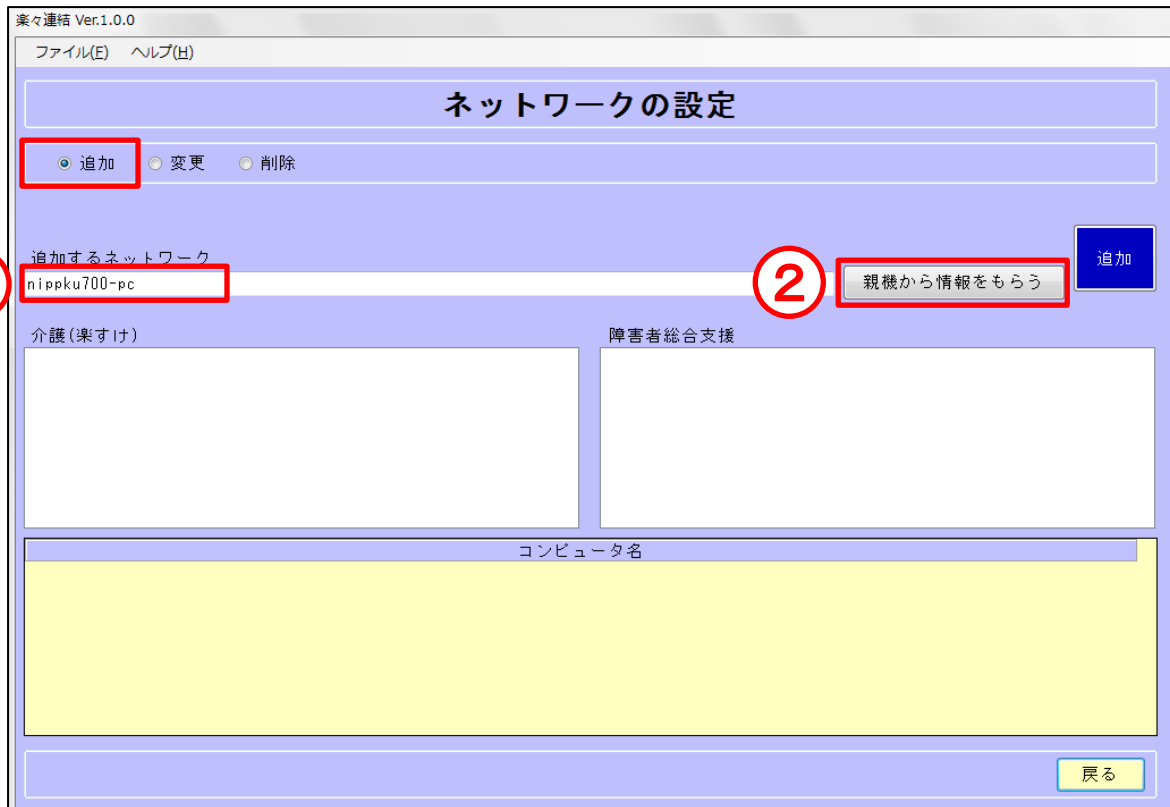 楽々連結 Ver.1.0.0
ファイル(F) ヘルプ(H)
ネットワークの設定
追加 変更 削除
追加
追加するネットワーク
nippku700-pc
② 親機から情報をもらう
介護(楽すけ) 障害者総合支援
コンピュータ名
戻る